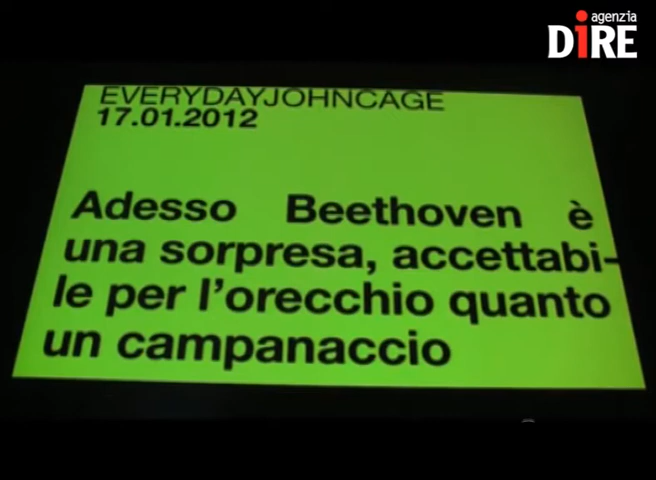 agenzia
DiRE
EVERYDAYJOHNCAGE
17.01.2012
Adesso Beethoven è
una sorpresa, accettabi-
le per l'orecchio quanto
un campanaccio